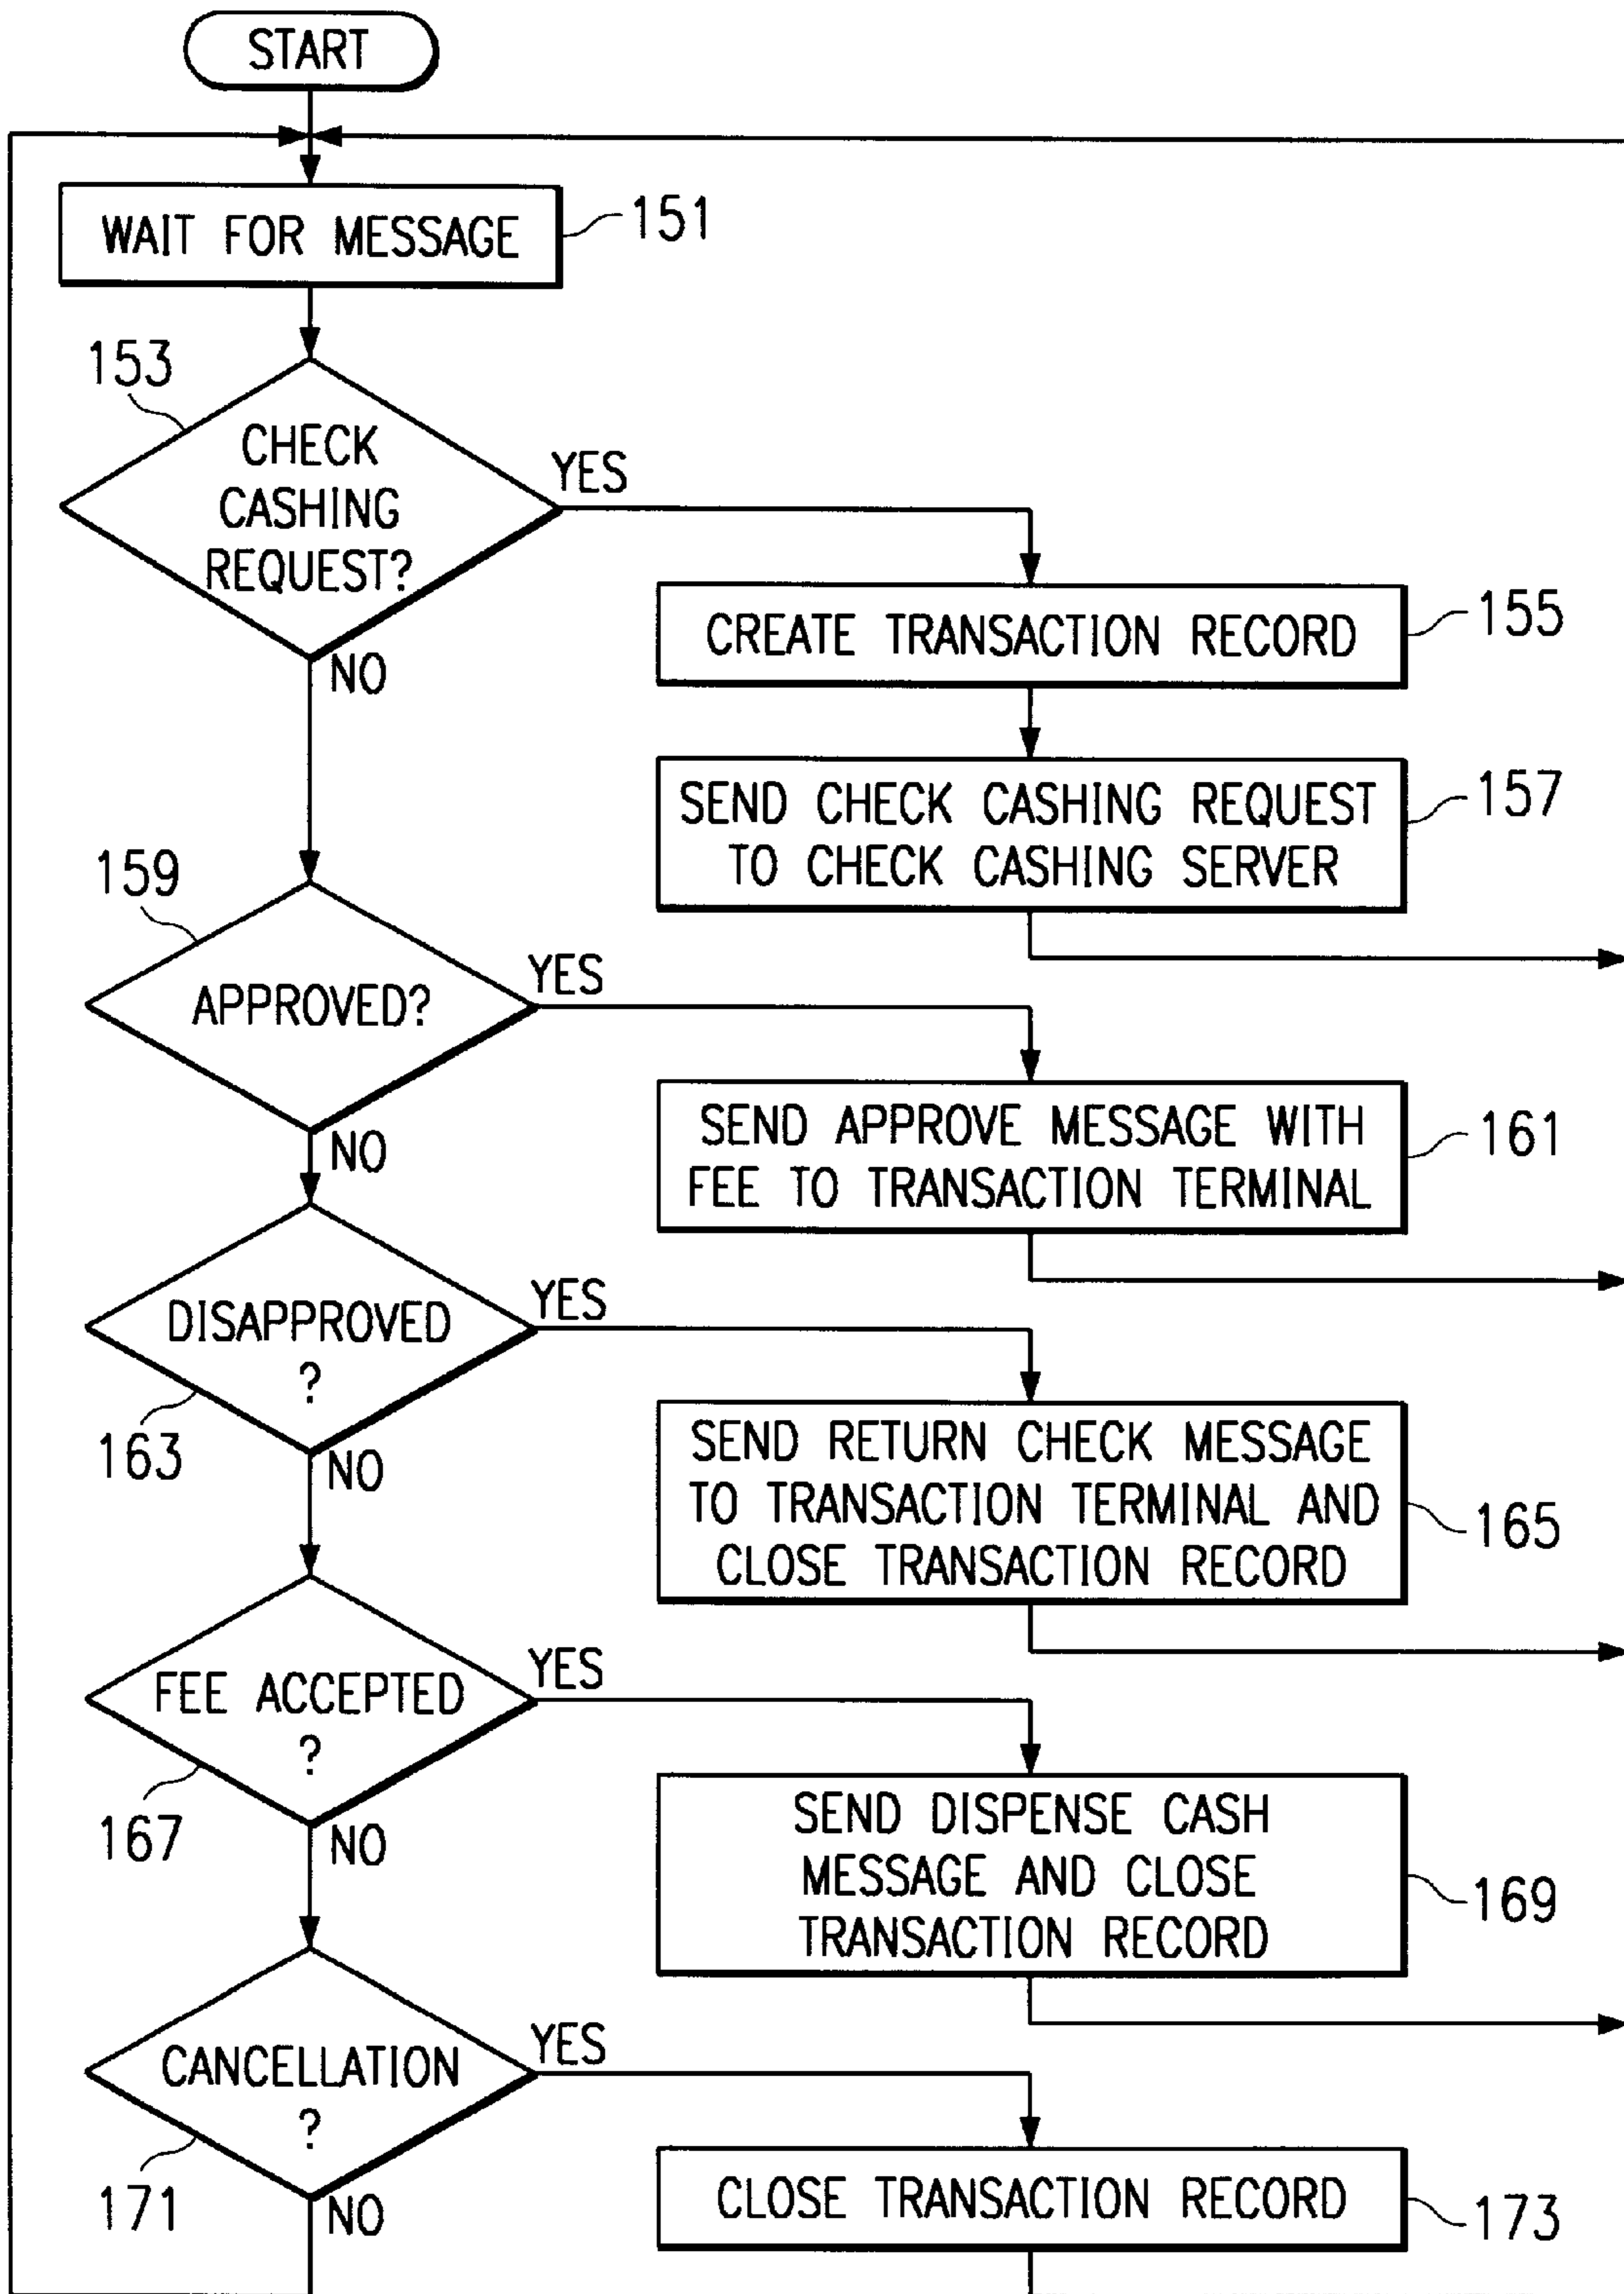 START
WAIT FOR MESSAGE
151
153
CHECK
CASHING
REQUEST?
YES
NO
CREATE TRANSACTION RECORD
155
SEND CHECK CASHING REQUEST
TO CHECK CASHING SERVER
157
159
APPROVED?
YES
NO
SEND APPROVE MESSAGE WITH
FEE TO TRANSACTION TERMINAL
161
DISAPPROVED
?
YES
163
NO
SEND RETURN CHECK MESSAGE
TO TRANSACTION TERMINAL AND
CLOSE TRANSACTION RECORD
165
FEE ACCEPTED
?
YES
167
NO
SEND DISPENSE CASH
MESSAGE AND CLOSE
TRANSACTION RECORD
169
CANCELLATION
?
YES
171
NO
CLOSE TRANSACTION RECORD
173